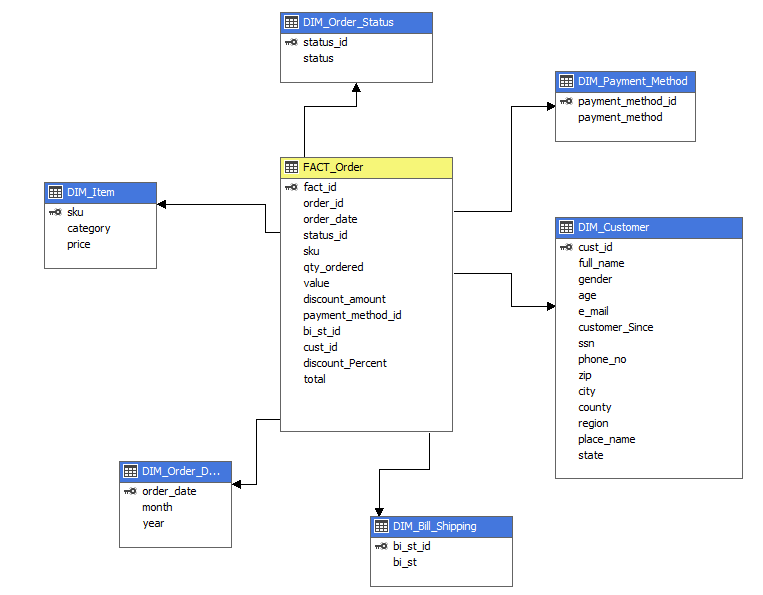 DIM_Order_Status
status_id
status
DIM_Payment_Method
payment_method_id
payment_method
FACT_Order
fact_id
order_id
order_date
status_id
sku
qty_ordered
value
discount_amount
payment_method_id
bi_st_id
cust_id
discount_Percent
total
DIM_Item
sku
category
price
DIM_Customer
cust_id
full_name
gender
age
e_mail
customer_Since
ssn
phone_no
zip
city
county
region
place_name
state
DIM_Order_D...
order_date
month
year
DIM_Bill_Shipping
bi_st_id
bi_st